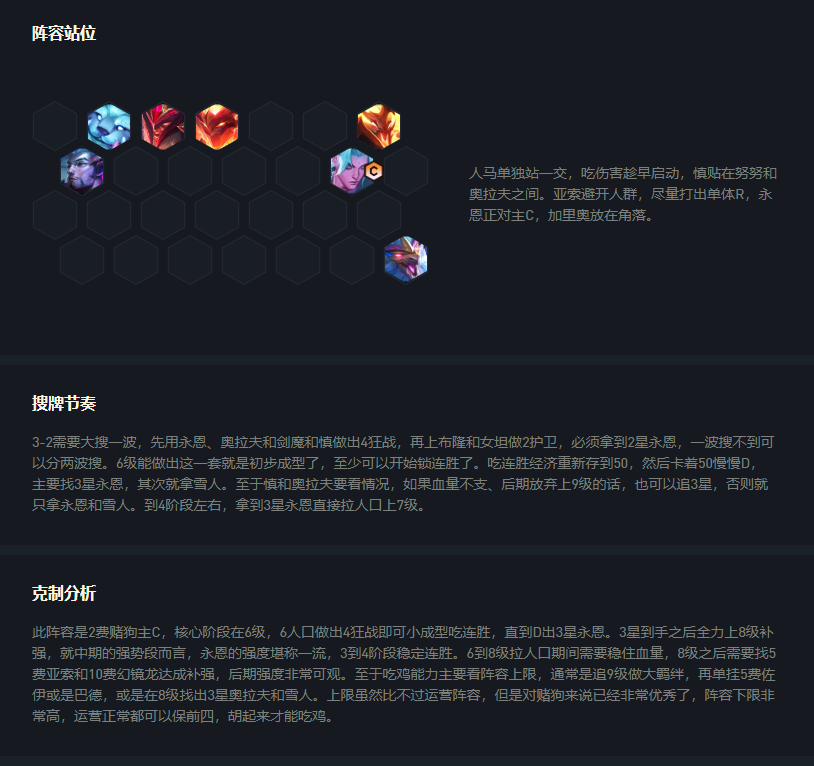 阵容站位
C
人马单独站一交，吃伤害趁早启动，慎贴在努努和
奥拉夫之间。亚索避开人群，尽量打出单体R，永
恩正对主C，加里奥放在角落。
搜牌节奏
3-2需要大搜一波，先用永恩、奥拉夫和剑魔和慎做出4狂战，再上布隆和女坦做2护卫，必须拿到2星永恩，一波搜不到可
以分两波搜。6级能做出这一套就是初步成型了，至少可以开始锁连胜了。吃连胜经济重新存到50，然后卡着50慢慢D，
主要找3星永恩，其次就拿雪人。至于慎和奥拉夫要看情况，如果血量不支、后期放弃上9级的话，也可以追3星，否则就
只拿永恩和雪人。到4阶段左右，拿到3星永恩直接拉人口上7级。
克制分析
此阵容是2费赌狗主C，核心阶段在6级，6人口做出4狂战即可小成型吃连胜，直到D出3星永恩。3星到手之后全力上8级补
强，就中期的强势段而言，永恩的强度堪称一流，3到4阶段稳定连胜。6到8级拉人口期间需要稳住血量，8级之后需要找5
费亚索和10费幻镜龙达成补强，后期强度非常可观。至于吃鸡能力主要看阵容上限，通常是追9级做大羁绊，再单挂5费佐
伊或是巴德，或是在8级找出3星奥拉夫和雪人。上限虽然比不过运营阵容，但是对赌狗来说已经非常优秀了，阵容下限非
常高，运营正常都可以保前四，胡起来才能吃鸡。